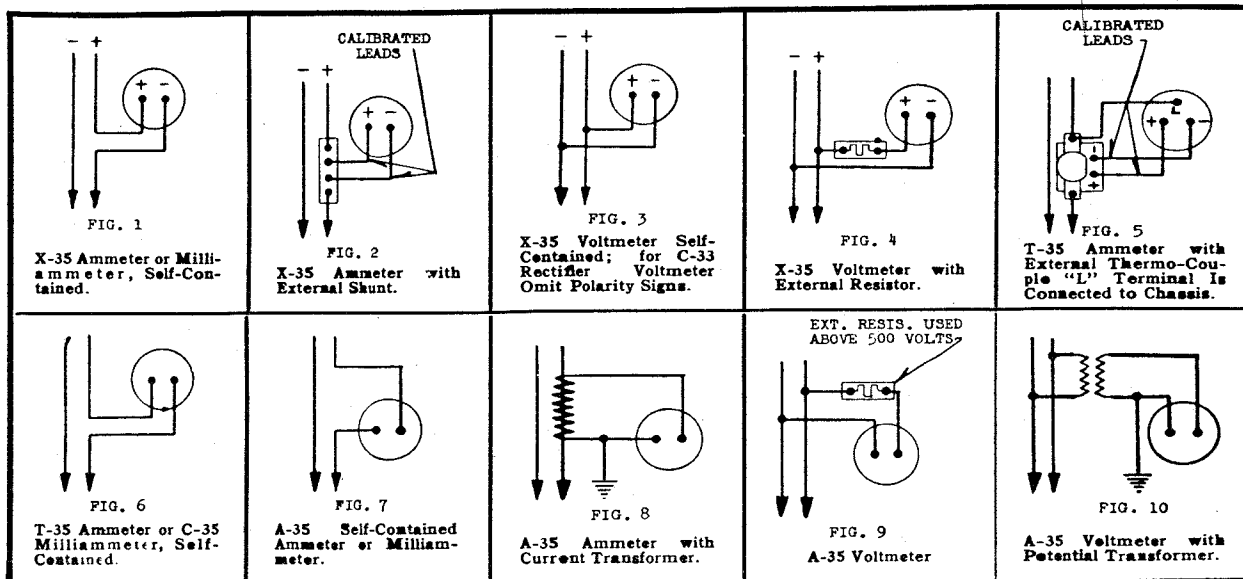 - +
+ -
FIG. 1
X-35 Ammeter or Milli-
ammeter, Self-Con-
tained.
CALIBRATED
LEADS
- +
+ -
FIG. 2
X-35 Ammeter with
External Shunt.
- +
+ -
FIG. 3
X-35 Voltmeter Self-
Contained; for C-33
Rectifier Voltmeter
Omit Polarity Signs.
- +
+ -
FIG. 4
X-35 Voltmeter with
External Resistor.
CALIBRATED
LEADS
L
+ -
-
+
FIG. 5
T-35 Ammeter with
External Thermo-Cou-
ple "L" Terminal Is
Connected to Chassis.
FIG. 6
T-35 Ammeter or C-35
Milliammeter, Self-
Contained.
FIG. 7
A-35 Self-Contained
Ammeter or Milliam-
meter.
FIG. 8
A-35 Ammeter with
Current Transformer.
EXT. RESIS. USED
ABOVE 500 VOLTS
FIG. 9
A-35 Voltmeter
FIG. 10
A-35 Voltmeter with
Potential Transformer.